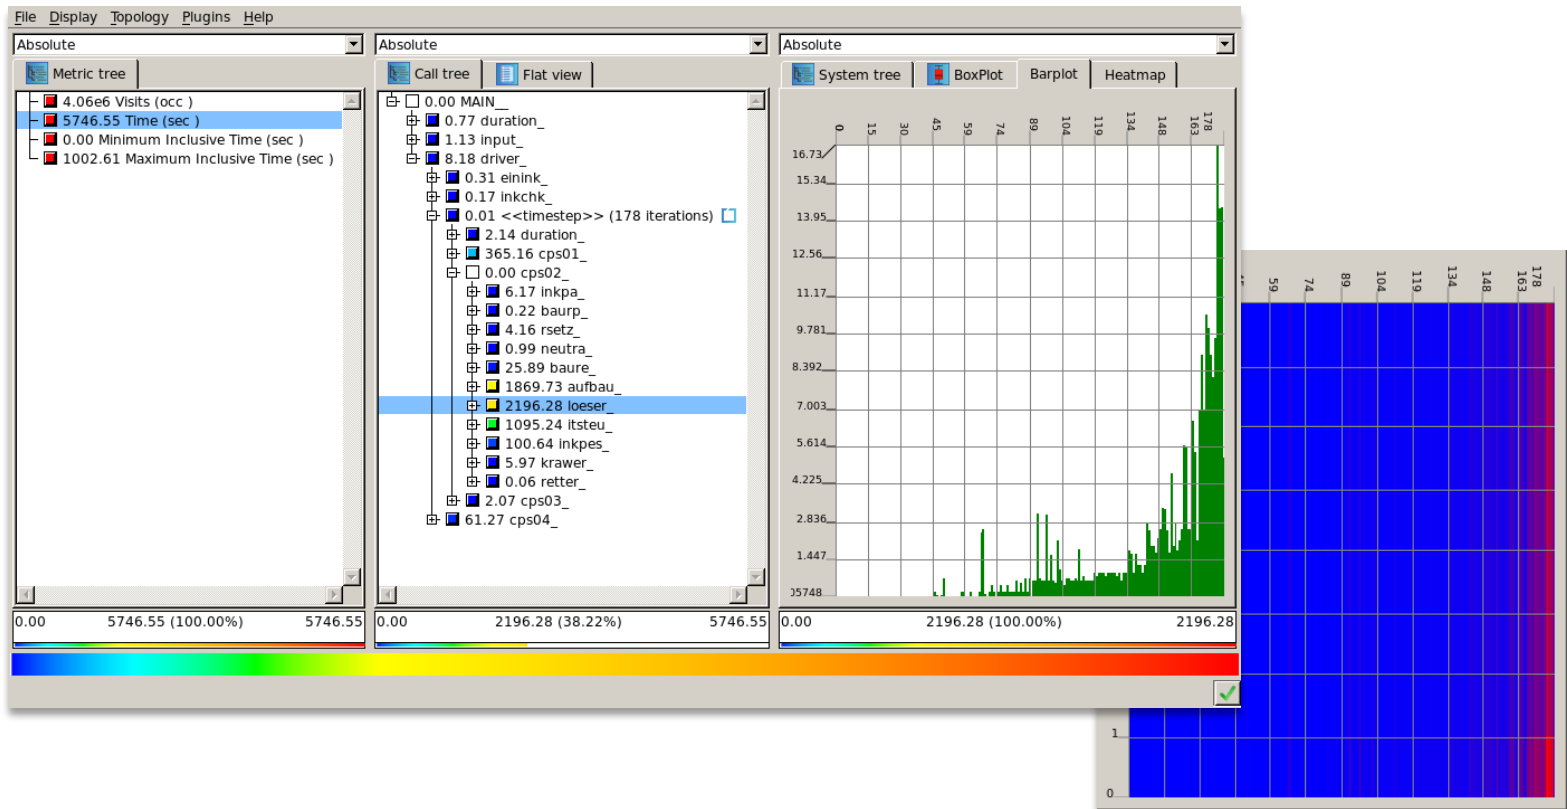 File Display Topology Plugins Help
Absolute
Metric tree
4.06e6 Visits (occ )
5746.55 Time (sec )
0.00 Minimum Inclusive Time (sec )
1002.61 Maximum Inclusive Time (sec )
0.00 5746.55 (100.00%) 5746.55
Absolute
Call tree Flat view
0.00 MAIN__
0.77 duration_
1.13 input_
8.18 driver_
0.31 einink_
0.17 inkchk_
0.01 <<timestep>> (178 iterations)
2.14 duration_
365.16 cps01_
0.00 cps02_
6.17 inkpa_
0.22 baurp_
4.16 rsetz_
0.99 neutra_
25.89 baure_
1869.73 aufbau_
2196.28 loeser_
1095.24 itsteu_
100.64 inkpes_
5.97 krawer_
0.06 retter_
2.07 cps03_
61.27 cps04_
0.00 2196.28 (38.22%) 5746.55
Absolute
System tree BoxPlot Barplot Heatmap
0 15 30 45 59 74 89 104 119 134 148 163 178
16.73
15.34
13.95
12.56
11.17
9.781
8.392
7.003
5.614
4.225
2.836
1.447
05748
0.00 2196.28 (100.00%) 2196.28
59 74 89 104 119 134 148 163 178
1
0